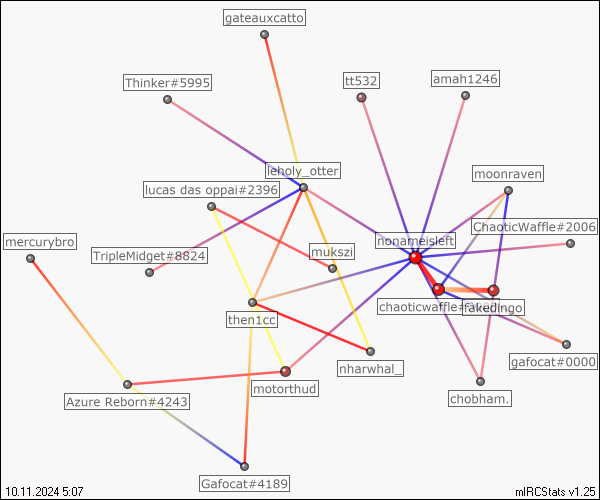 gateauxcatto
Thinker#5995
tt532
amah1246
leholy_otter
moonraven
lucas das oppai#2396
ChaoticWaffle#2006
mercurybro
nonameisleft
TripleMidget#8824
mukszi
chaoticwaffle#
fakedingo
then1cc
gafocat#0000
nharwhal_
motorthud
chobham.
Azure Reborn#4243
Gafocat#4189
10.11.2024 5:07
mIRCStats v1.25